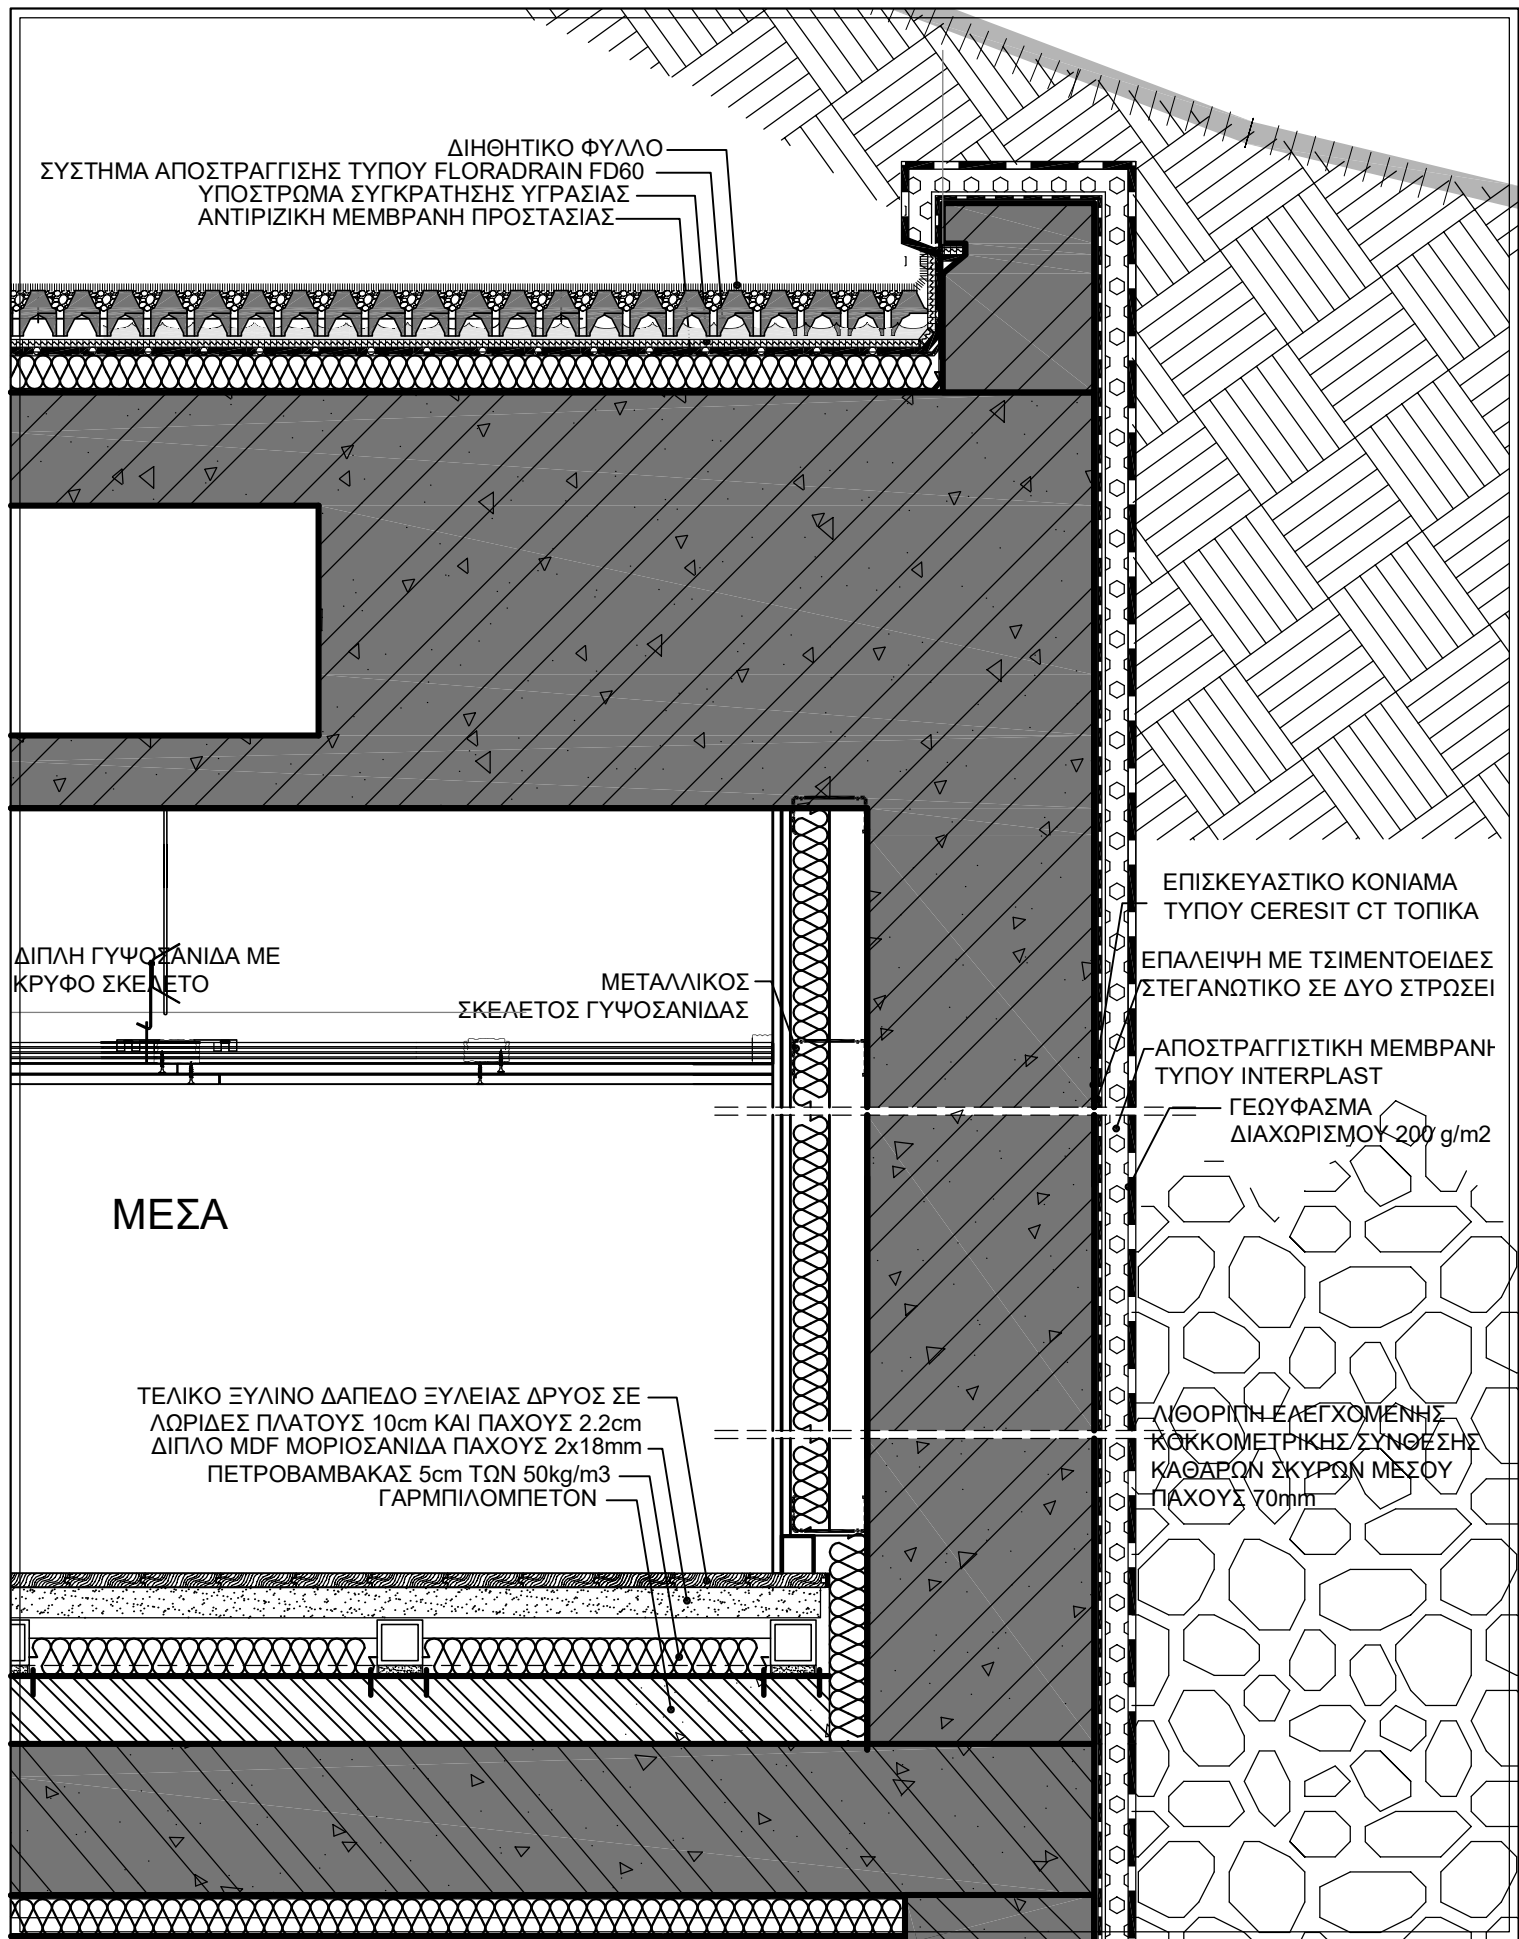 ΔΙΗΘΗΤΙΚΟ ΦΥΛΛΟ
ΣΥΣΤΗΜΑ ΑΠΟΣΤΡΑΓΓΙΣΗΣ ΤΥΠΟΥ FLORADRAIN FD60
ΥΠΟΣΤΡΩΜΑ ΣΥΓΚΡΑΤΗΣΗΣ ΥΓΡΑΣΙΑΣ
ΑΝΤΙΡΙΖΙΚΗ ΜΕΜΒΡΑΝΗ ΠΡΟΣΤΑΣΙΑΣ
ΕΠΙΣΚΕΥΑΣΤΙΚΟ ΚΟΝΙΑΜΑ
ΤΥΠΟΥ CERESIT CT ΤΟΠΙΚΑ
ΕΠΑΛΕΙΨΗ ΜΕ ΤΣΙΜΕΝΤΟΕΙΔΕΣ
ΣΤΕΓΑΝΩΤΙΚΟ ΣΕ ΔΥΟ ΣΤΡΩΣΕΙ
ΔΙΠΛΗ ΓΥΨΟΣΑΝΙΔΑ ΜΕ
ΚΡΥΦΟ ΣΚΕΛΕΤΟ
ΜΕΤΑΛΛΙΚΟΣ
ΣΚΕΛΕΤΟΣ ΓΥΨΟΣΑΝΙΔΑΣ
ΑΠΟΣΤΡΑΓΓΙΣΤΙΚΗ ΜΕΜΒΡΑΝΗ
ΤΥΠΟΥ INTERPLAST
ΓΕΩΥΦΑΣΜΑ
ΔΙΑΧΩΡΙΣΜΟΥ 200 g/m2
ΜΕΣΑ
ΤΕΛΙΚΟ ΞΥΛΙΝΟ ΔΑΠΕΔΟ ΞΥΛΕΙΑΣ ΔΡΥΟΣ ΣΕ
ΛΩΡΙΔΕΣ ΠΛΑΤΟΥΣ 10cm ΚΑΙ ΠΑΧΟΥΣ 2.2cm
ΔΙΠΛΟ MDF ΜΟΡΙΟΣΑΝΙΔΑ ΠΑΧΟΥΣ 2x18mm
ΠΕΤΡΟΒΑΜΒΑΚΑΣ 5cm ΤΩΝ 50kg/m3
ΓΑΡΜΠΙΛΟΜΠΕΤΟΝ
ΛΙΘΟΡΙΠΗ ΕΛΕΓΧΟΜΕΝΗΣ
ΚΟΚΚΟΜΕΤΡΙΚΗΣ ΣΥΝΘΕΣΗΣ
ΚΑΘΑΡΩΝ ΣΚΥΡΩΝ ΜΕΣΟΥ
ΠΑΧΟΥΣ 70mm